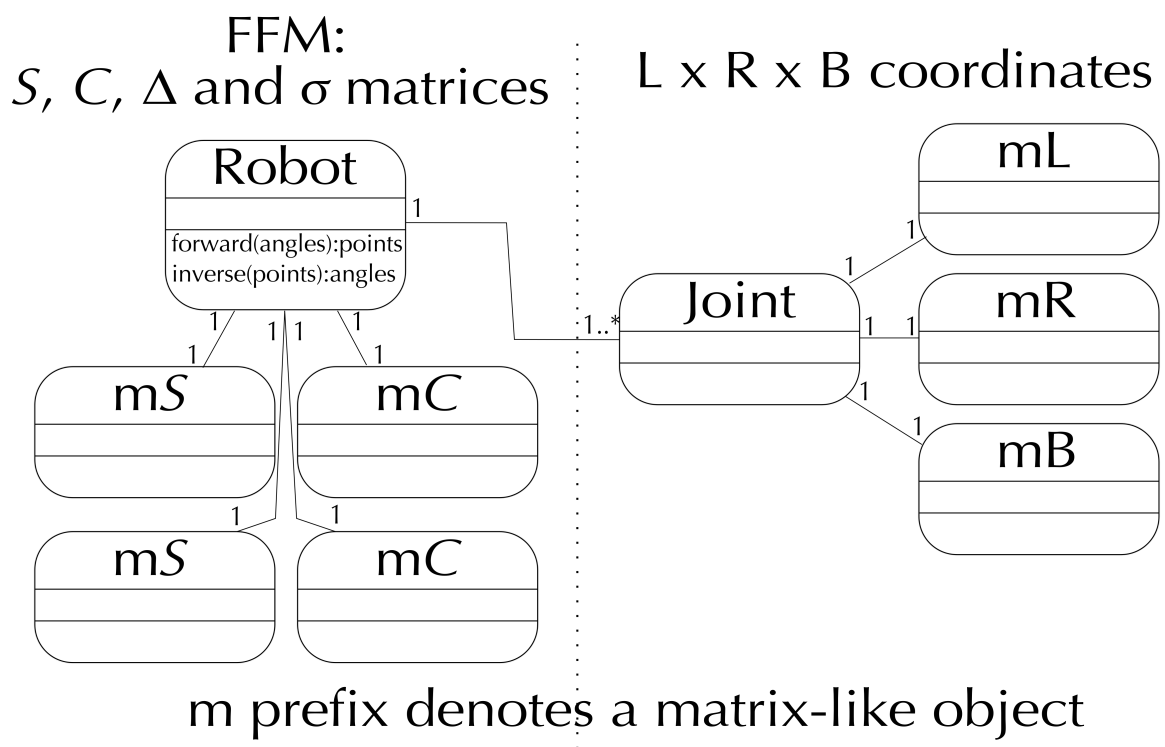 FFM:
S, C, Δ and σ matrices
L x R x B coordinates
Robot
forward(angles):points
inverse(points):angles
1
1
1
1
1
1
1
mS
mC
1
1
mS
mC
1..*
Joint
1
1
mL
1
1
mR
1
1
mB
m prefix denotes a matrix-like object